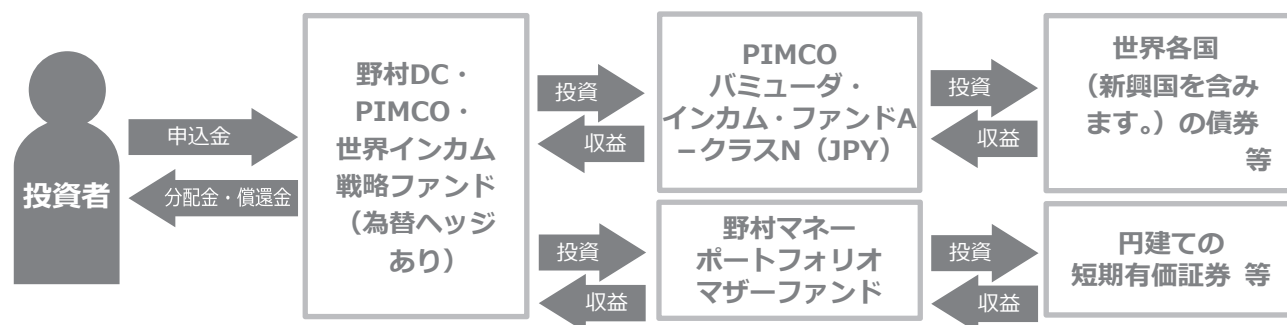 投資者
申込金
分配金・償還金
野村DC・
PIMCO・
世界インカム
戦略ファンド
（為替ヘッジ
あり）
投資
収益
PIMCO
バミューダ・
インカム・ファンドA
－クラスN（JPY）
投資
収益
世界各国
（新興国を含み
ます。）の債券
等
投資
収益
野村マネー
ポートフォリオ
マザーファンド
投資
収益
円建ての
短期有価証券 等